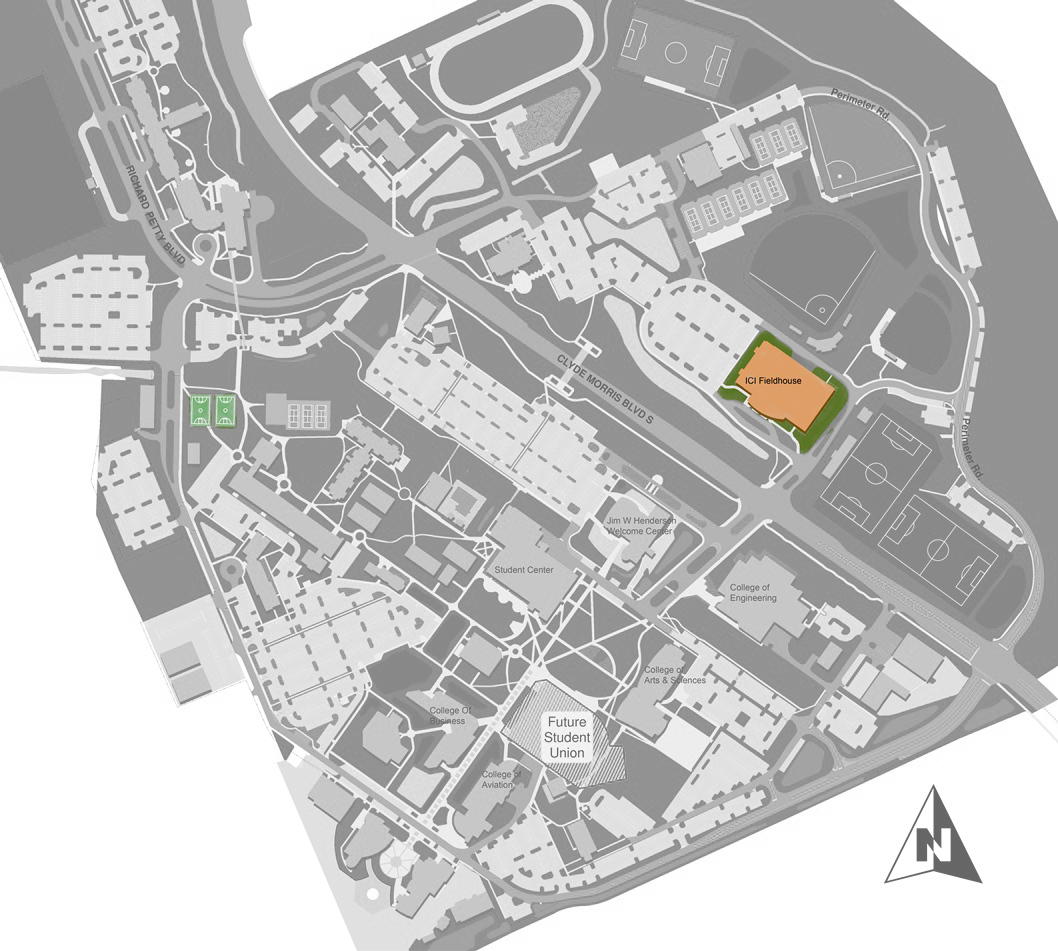 Perimeter Rd.
RICHARD PETTY BLVD
CLYDE MORRIS BLVD S
ICI Fieldhouse
Perimeter Rd
Jim W Henderson
Welcome Center
Student Center
College of
Engineering
College of
Arts & Sciences
College Of
Business
Future
Student
Union
College of
Aviation
N